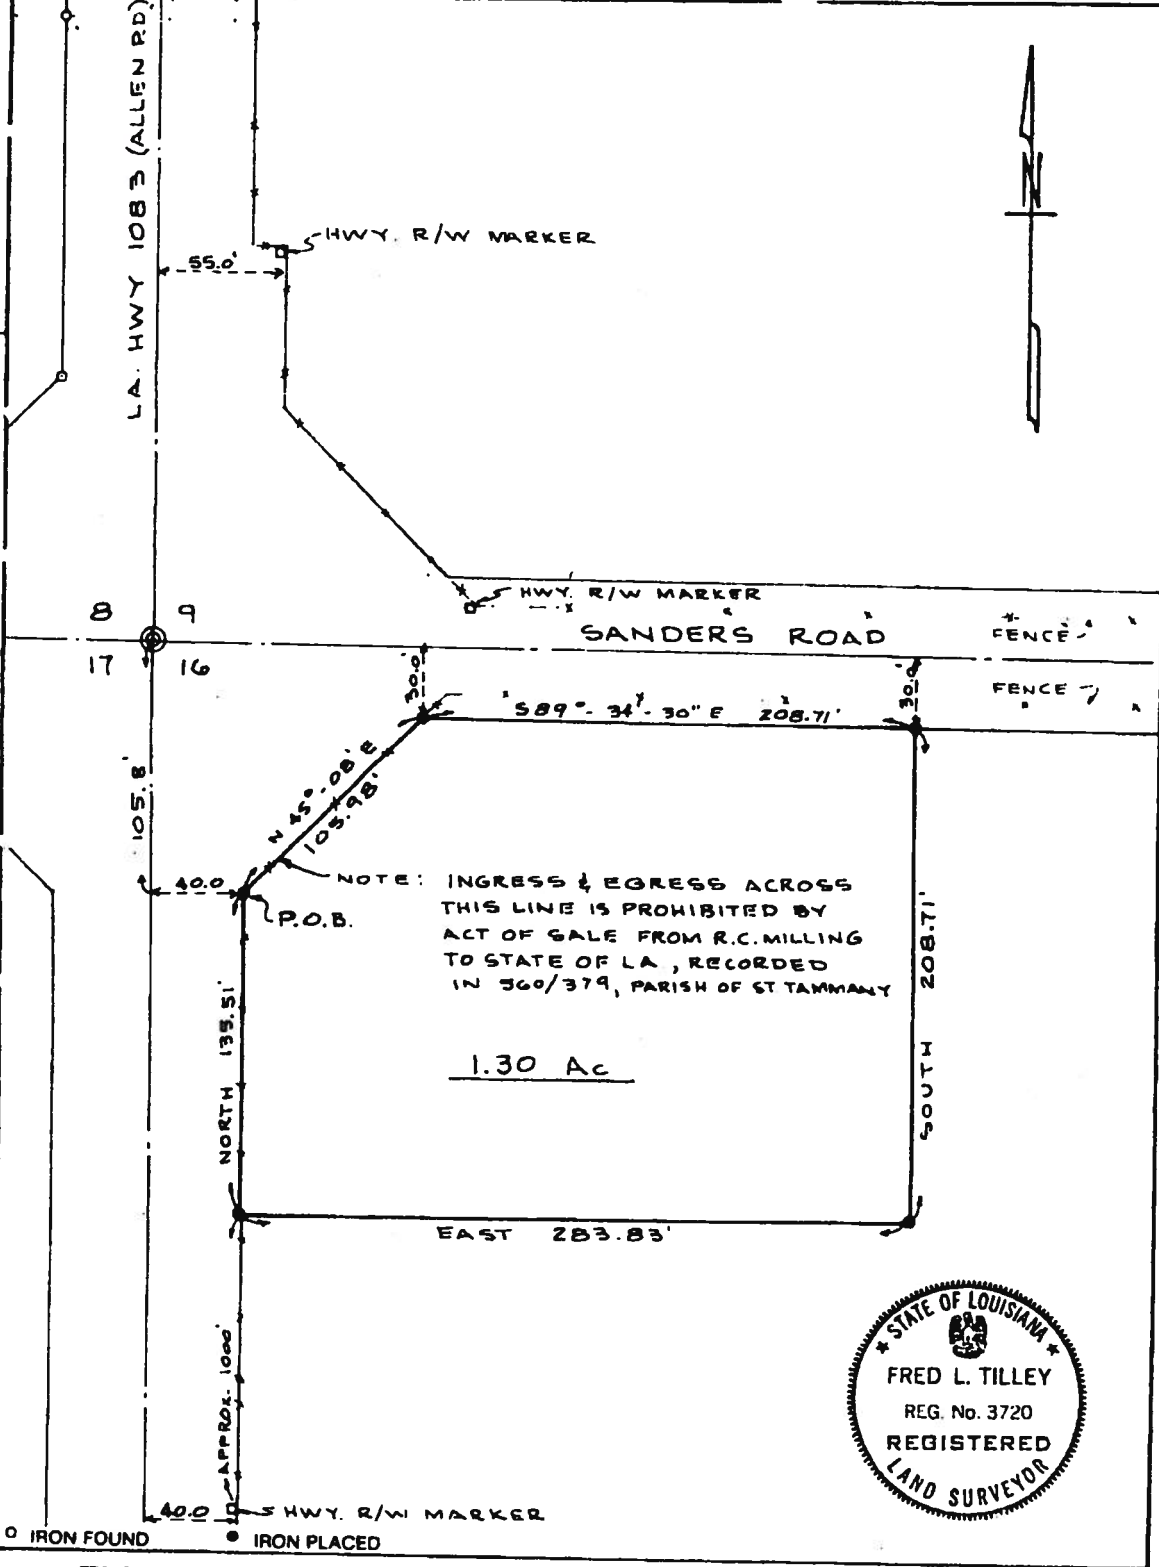 LA. HWY 1083 (ALLEN RD)
N
HWY. R/W MARKER
55.0'
HWY. R/W MARKER
8 9
17 16
SANDERS ROAD
FENCE
FENCE
30.0'
30.0'
S89°-34'-30" E 208.71'
N 45°-08' E
105.98'
105.8'
40.0
P.O.B.
NOTE: INGRESS & EGRESS ACROSS
THIS LINE IS PROHIBITED BY
ACT OF SALE FROM R.C. MILLING
TO STATE OF LA, RECORDED
IN 560/379, PARISH OF ST TAMMANY
1.30 Ac
NORTH 135.51'
SOUTH 208.71'
EAST 283.83'
APPROX. 1000'
40.0
HWY. R/W MARKER
STATE OF LOUISIANA
FRED L. TILLEY
REG. No. 3720
REGISTERED
LAND SURVEYOR
IRON FOUND
IRON PLACED